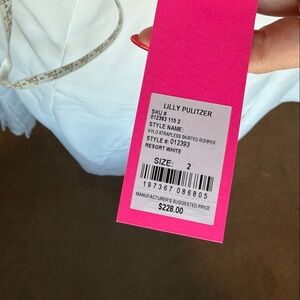 LILLY PULITZER
SKU #
012393 115 2
STYLE NAME:
KYLO STRAPLESS SKIRTED ROMPER
STYLE #: 012393
RESORT WHITE
SIZE: 2
197367 086805
MANUFACTURER'S SUGGESTED PRICE
$228.00